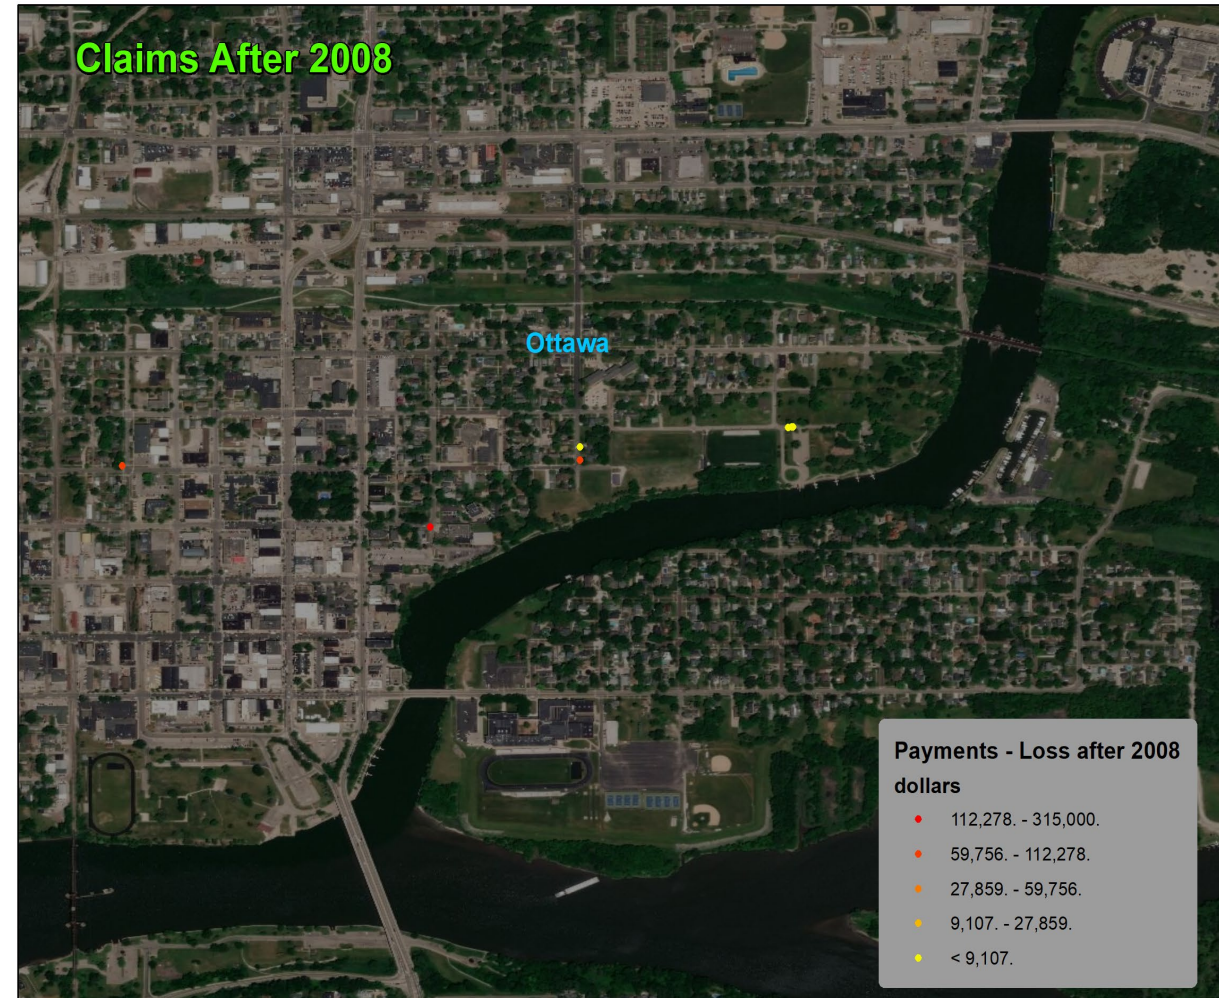 Claims After 2008
Ottawa
Payments - Loss after 2008
dollars
112,278. - 315,000.
59,756. - 112,278.
27,859. - 59,756.
9,107. - 27,859.
< 9,107.